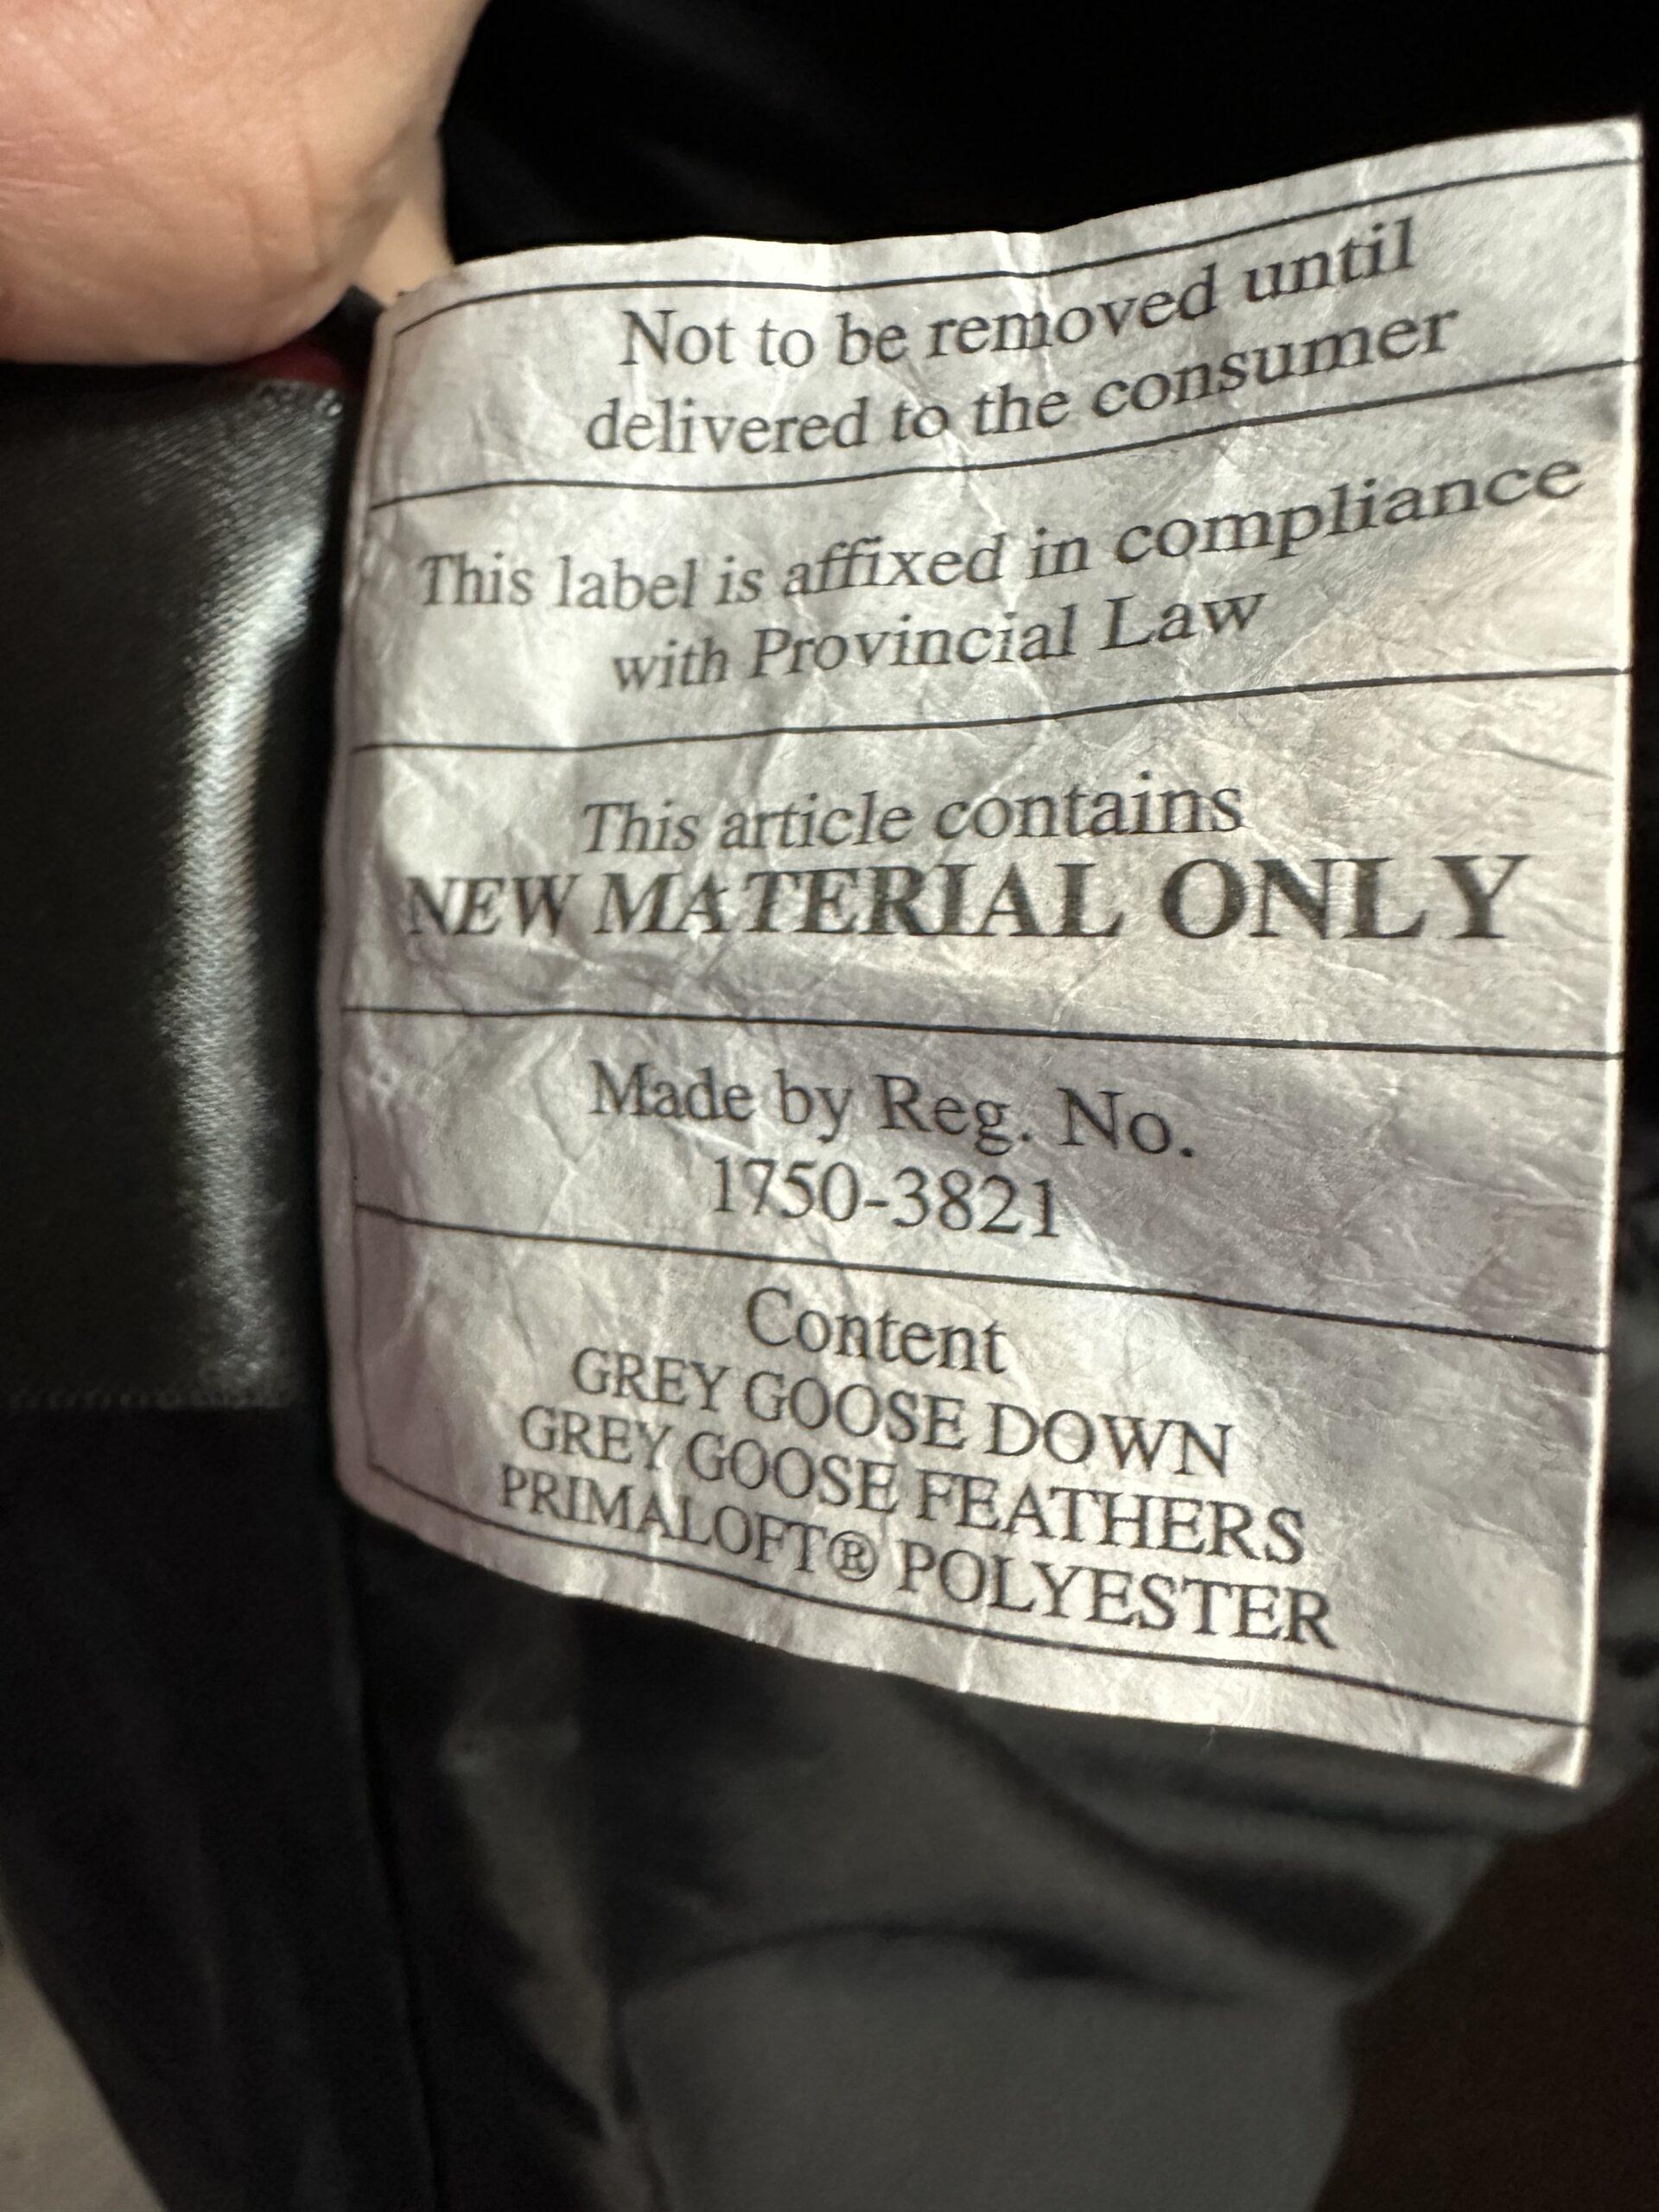 Not to be removed until
delivered to the consumer
This label is affixed in compliance
with Provincial Law
This article contains
NEW MATERIAL ONLY
Made by Reg. No.
1750-3821
Content
GREY GOOSE DOWN
GREY GOOSE FEATHERS
PRIMALOFT® POLYESTER